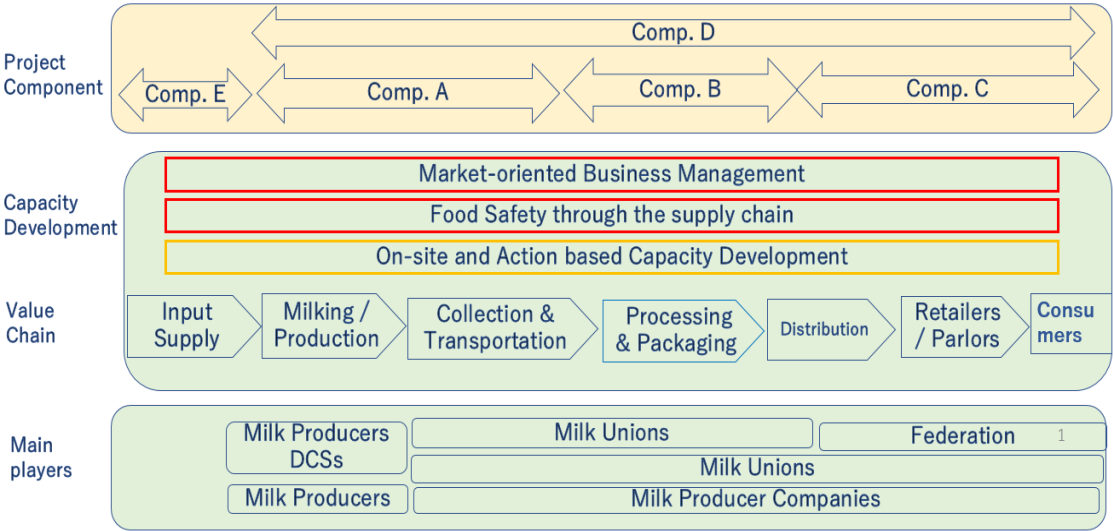 Project
Component
Comp. D
Comp. E
Comp. A
Comp. B
Comp. C
Capacity
Development
Market-oriented Business Management
Food Safety through the supply chain
On-site and Action based Capacity Development
Value
Chain
Input
Supply
Milking /
Production
Collection &
Transportation
Processing
& Packaging
Distribution
Retailers
/ Parlors
Consu
mers
Main
players
Milk Producers
DCSs
Milk Unions
Federation 1
Milk Unions
Milk Producers
Milk Producer Companies